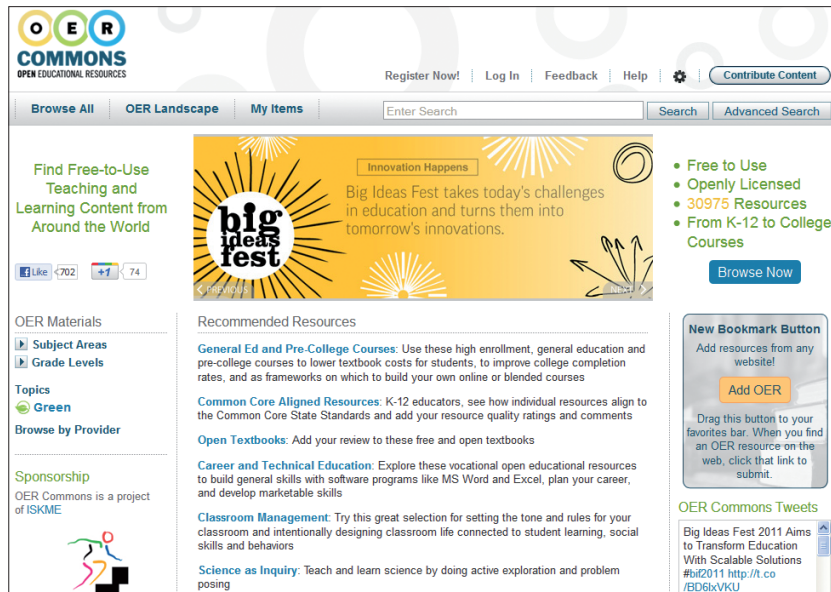 O E R
COMMONS
OPEN EDUCATIONAL RESOURCES
Register Now! Log In Feedback Help Contribute Content
Browse All OER Landscape My Items Enter Search Search Advanced Search
Find Free-to-Use
Teaching and
Learning Content from
Around the World
Like 702 +1 74
big
ideas
fest
Innovation Happens
Big Ideas Fest takes today's challenges
in education and turns them into
tomorrow's innovations.
PREVIOUS NEXT
• Free to Use
• Openly Licensed
• 30975 Resources
• From K-12 to College
Courses
Browse Now
OER Materials
Subject Areas
Grade Levels
Topics
Green
Browse by Provider
Sponsorship
OER Commons is a project
of ISKME
Recommended Resources
General Ed and Pre-College Courses: Use these high enrollment, general education and
pre-college courses to lower textbook costs for students, to improve college completion
rates, and as frameworks on which to build your own online or blended courses
Common Core Aligned Resources: K-12 educators, see how individual resources align to
the Common Core State Standards and add your resource quality ratings and comments
Open Textbooks: Add your review to these free and open textbooks
Career and Technical Education: Explore these vocational open educational resources
to build general skills with software programs like MS Word and Excel, plan your career,
and develop marketable skills
Classroom Management: Try this great selection for setting the tone and rules for your
classroom and intentionally designing classroom life connected to student learning, social
skills and behaviors
Science as Inquiry: Teach and learn science by doing active exploration and problem
posing
New Bookmark Button
Add resources from any
website!
Add OER
Drag this button to your
favorites bar. When you find
an OER resource on the
web, click that link to
submit.
OER Commons Tweets
Big Ideas Fest 2011 Aims
to Transform Education
With Scalable Solutions
#bif2011 http://t.co
/BD6lxVKU